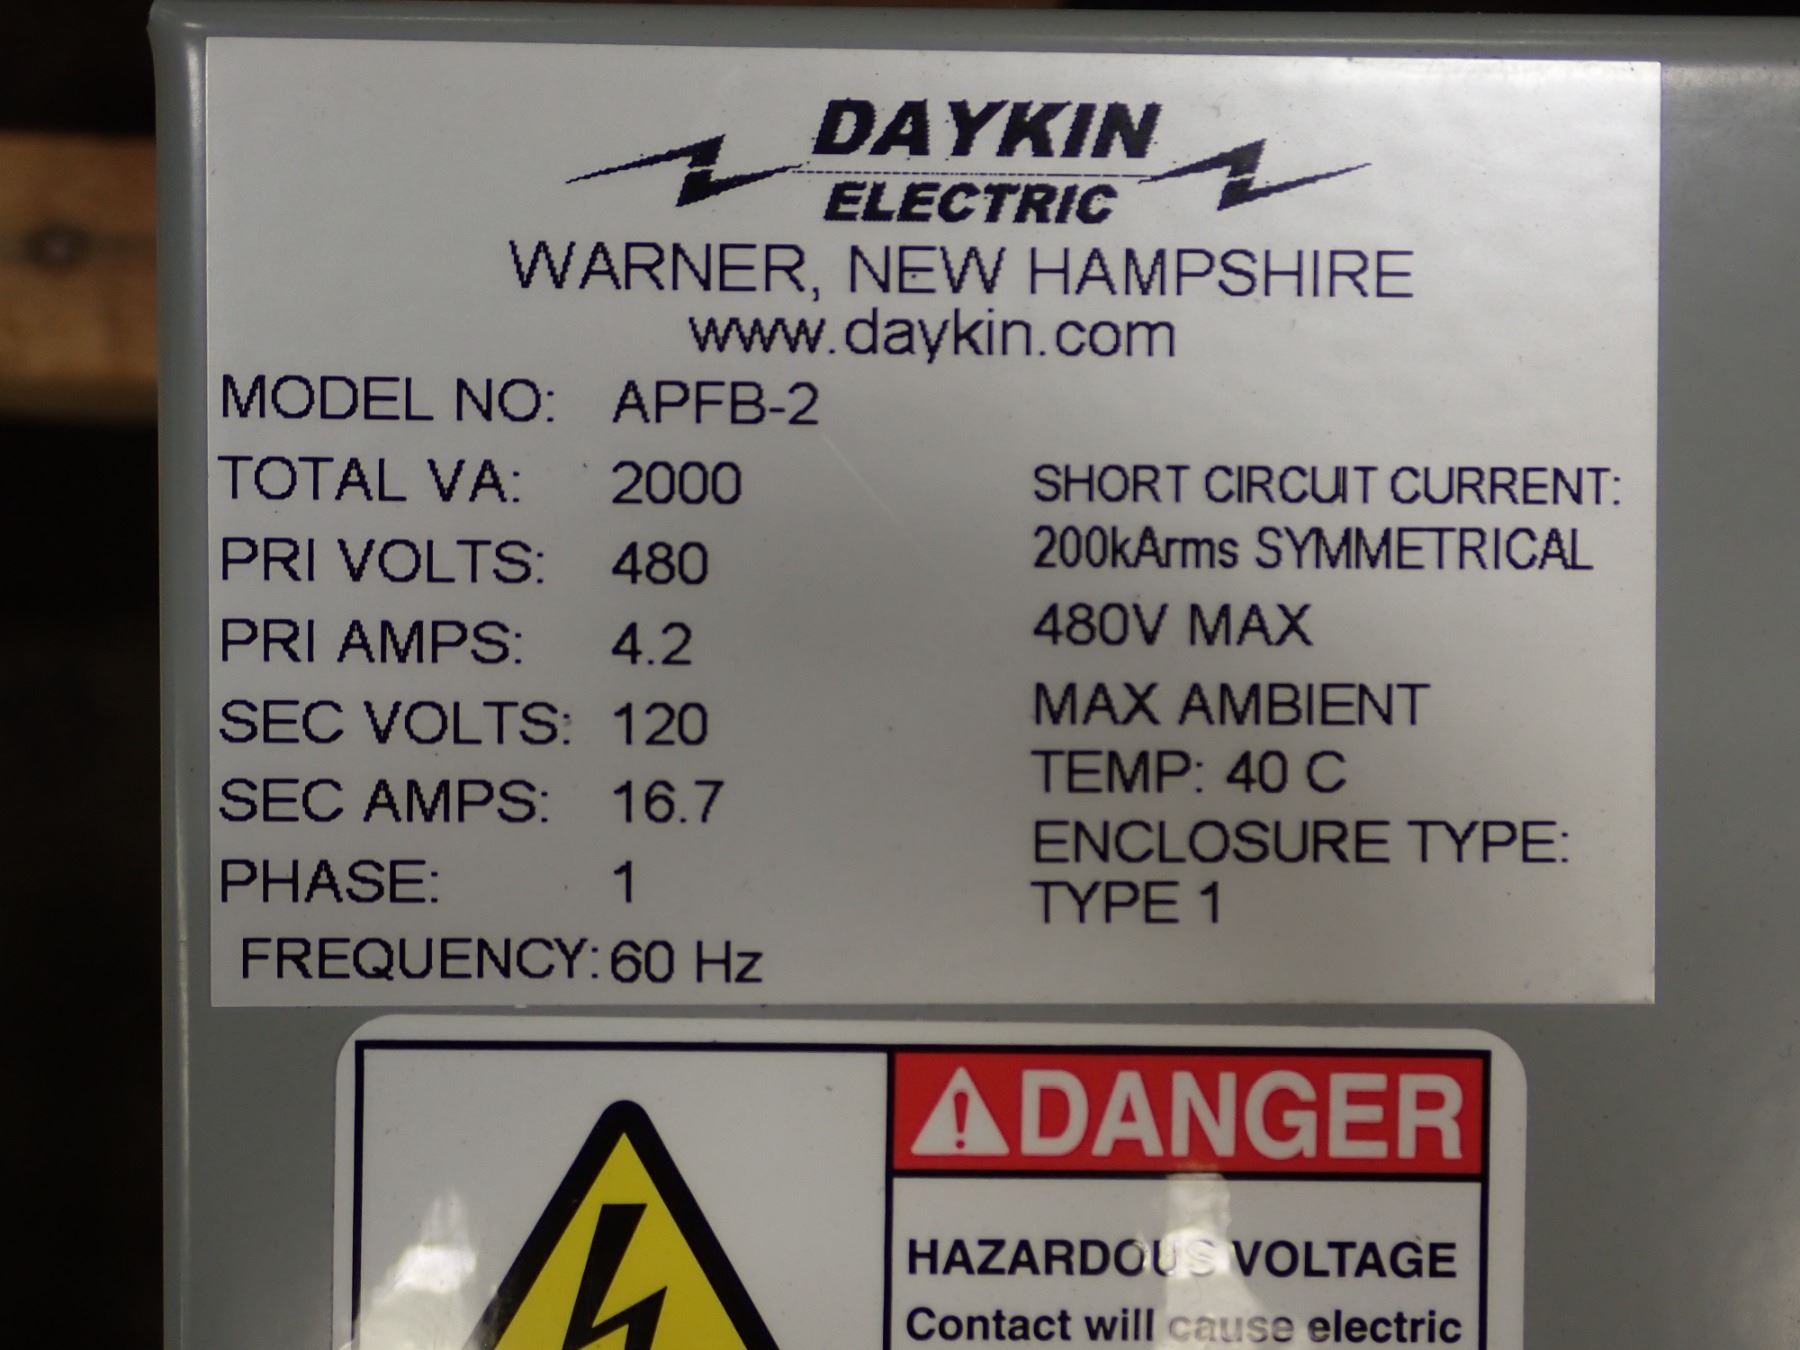 DAYKIN
ELECTRIC
WARNER, NEW HAMPSHIRE
www.daykin.com
MODEL NO: APFB-2
TOTAL VA: 2000
PRI VOLTS: 480
PRI AMPS: 4.2
SEC VOLTS: 120
SEC AMPS: 16.7
PHASE: 1
FREQUENCY: 60 Hz
SHORT CIRCUIT CURRENT:
200kArms SYMMETRICAL
480V MAX
MAX AMBIENT
TEMP: 40 C
ENCLOSURE TYPE:
TYPE 1
DANGER
HAZARDOUS VOLTAGE
Contact will cause electric